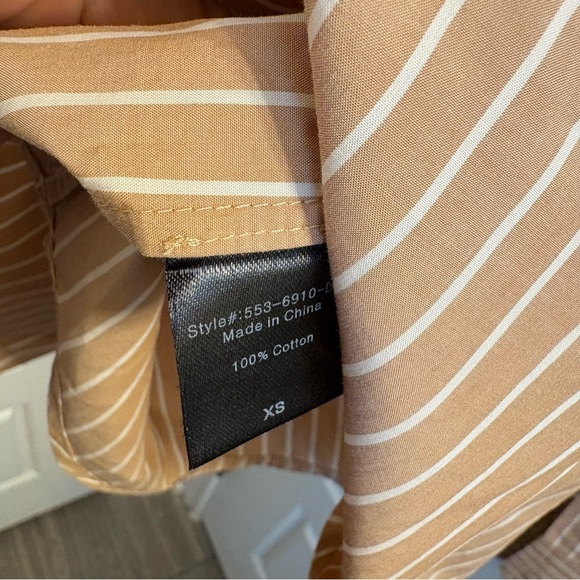 Style#:553-6910-
Made in China
100% Cotton
XS